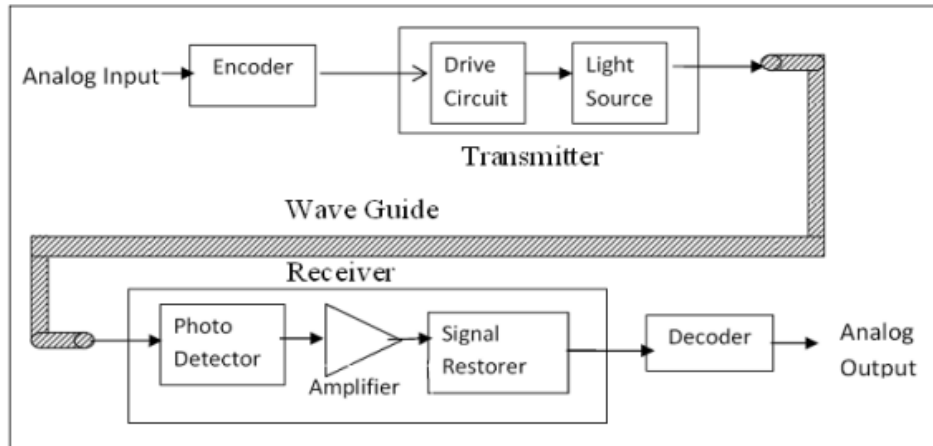 Analog Input
Encoder
Drive
Circuit
Light
Source
Transmitter
Wave Guide
Receiver
Photo
Detector
Amplifier
Signal
Restorer
Decoder
Analog
Output